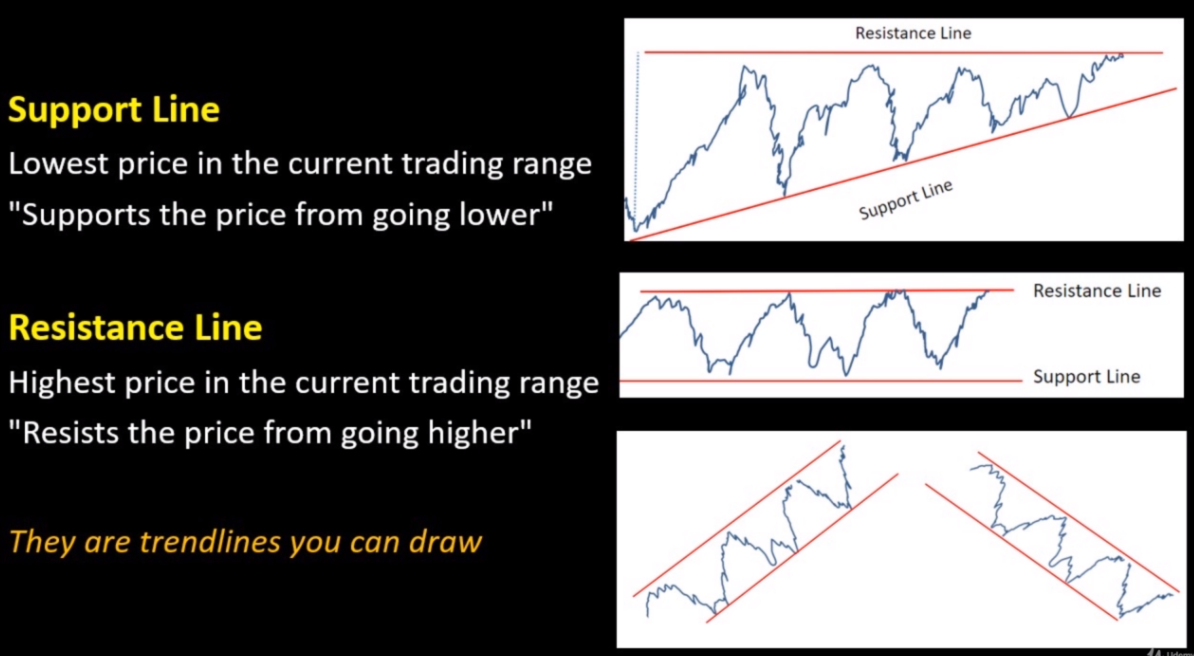 Support Line
Lowest price in the current trading range
"Supports the price from going lower"
Resistance Line
Highest price in the current trading range
"Resists the price from going higher"
They are trendlines you can draw
Resistance Line
Support Line
Resistance Line
Support Line